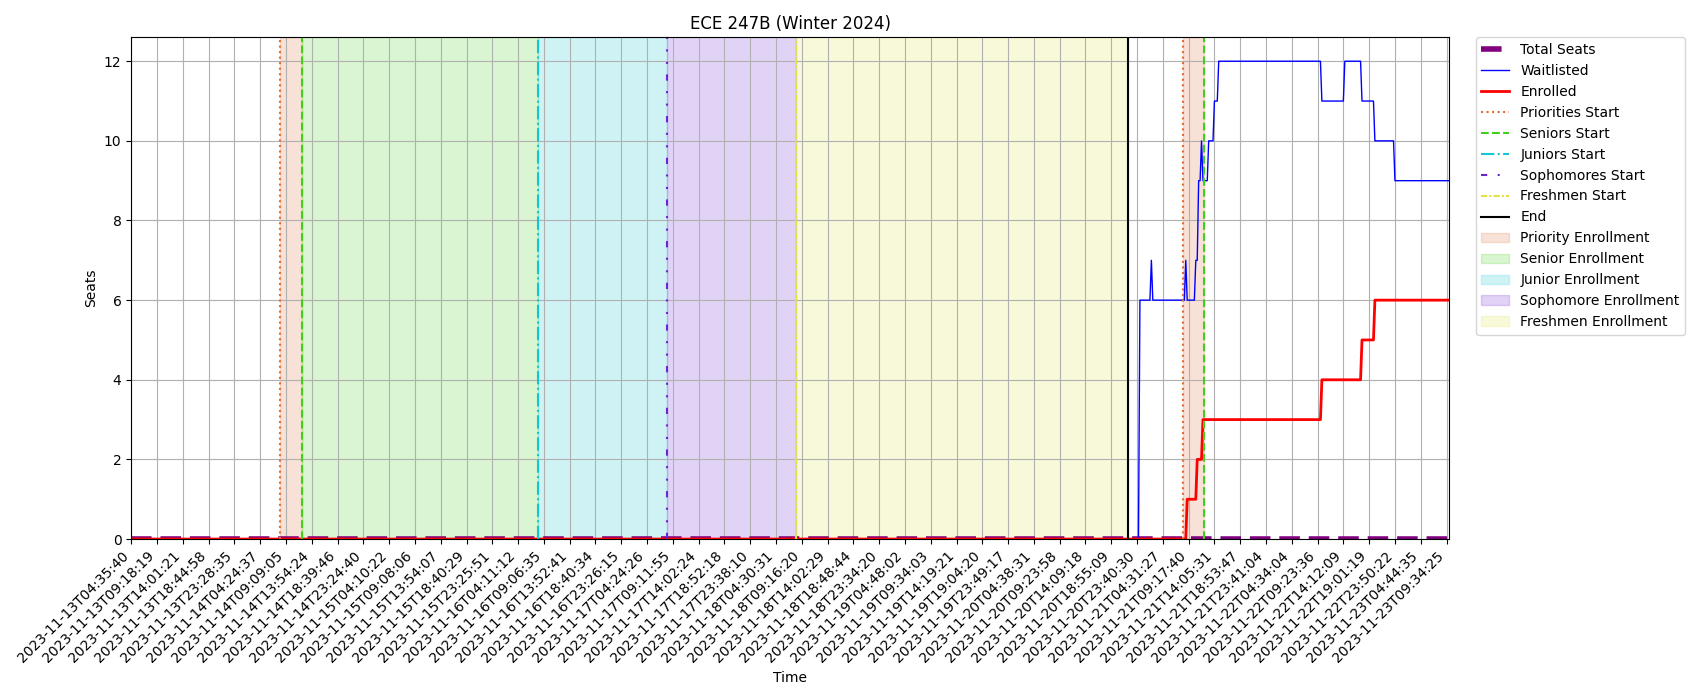 ECE 247B (Winter 2024)
Seats
12
10
8
6
4
2
0
2023-11-13T04:35:40
2023-11-13T09:18:19
2023-11-13T14:01:21
2023-11-13T18:44:58
2023-11-13T23:28:35
2023-11-14T04:24:37
2023-11-14T09:09:05
2023-11-14T13:54:24
2023-11-14T18:39:46
2023-11-14T23:24:40
2023-11-15T04:10:22
2023-11-15T09:08:06
2023-11-15T13:54:07
2023-11-15T18:40:29
2023-11-15T23:25:51
2023-11-16T04:11:12
2023-11-16T09:06:35
2023-11-16T13:52:41
2023-11-16T18:40:34
2023-11-16T23:26:15
2023-11-17T04:24:26
2023-11-17T09:11:55
2023-11-17T14:02:24
2023-11-17T18:52:18
2023-11-17T23:38:10
2023-11-18T04:30:31
2023-11-18T09:16:20
2023-11-18T14:02:29
2023-11-18T18:48:44
2023-11-18T23:34:20
2023-11-19T04:48:02
2023-11-19T09:34:03
2023-11-19T14:19:21
2023-11-19T19:04:20
2023-11-19T23:49:17
2023-11-20T04:38:31
2023-11-20T09:23:58
2023-11-20T14:09:18
2023-11-20T18:55:09
2023-11-20T23:40:30
2023-11-21T04:31:27
2023-11-21T09:17:40
2023-11-21T14:05:31
2023-11-21T18:53:47
2023-11-21T23:41:04
2023-11-22T04:34:04
2023-11-22T09:23:36
2023-11-22T14:12:09
2023-11-22T19:01:19
2023-11-22T23:50:22
2023-11-23T04:44:35
2023-11-23T09:34:25
Time
Total Seats
Waitlisted
Enrolled
Priorities Start
Seniors Start
Juniors Start
Sophomores Start
Freshmen Start
End
Priority Enrollment
Senior Enrollment
Junior Enrollment
Sophomore Enrollment
Freshmen Enrollment